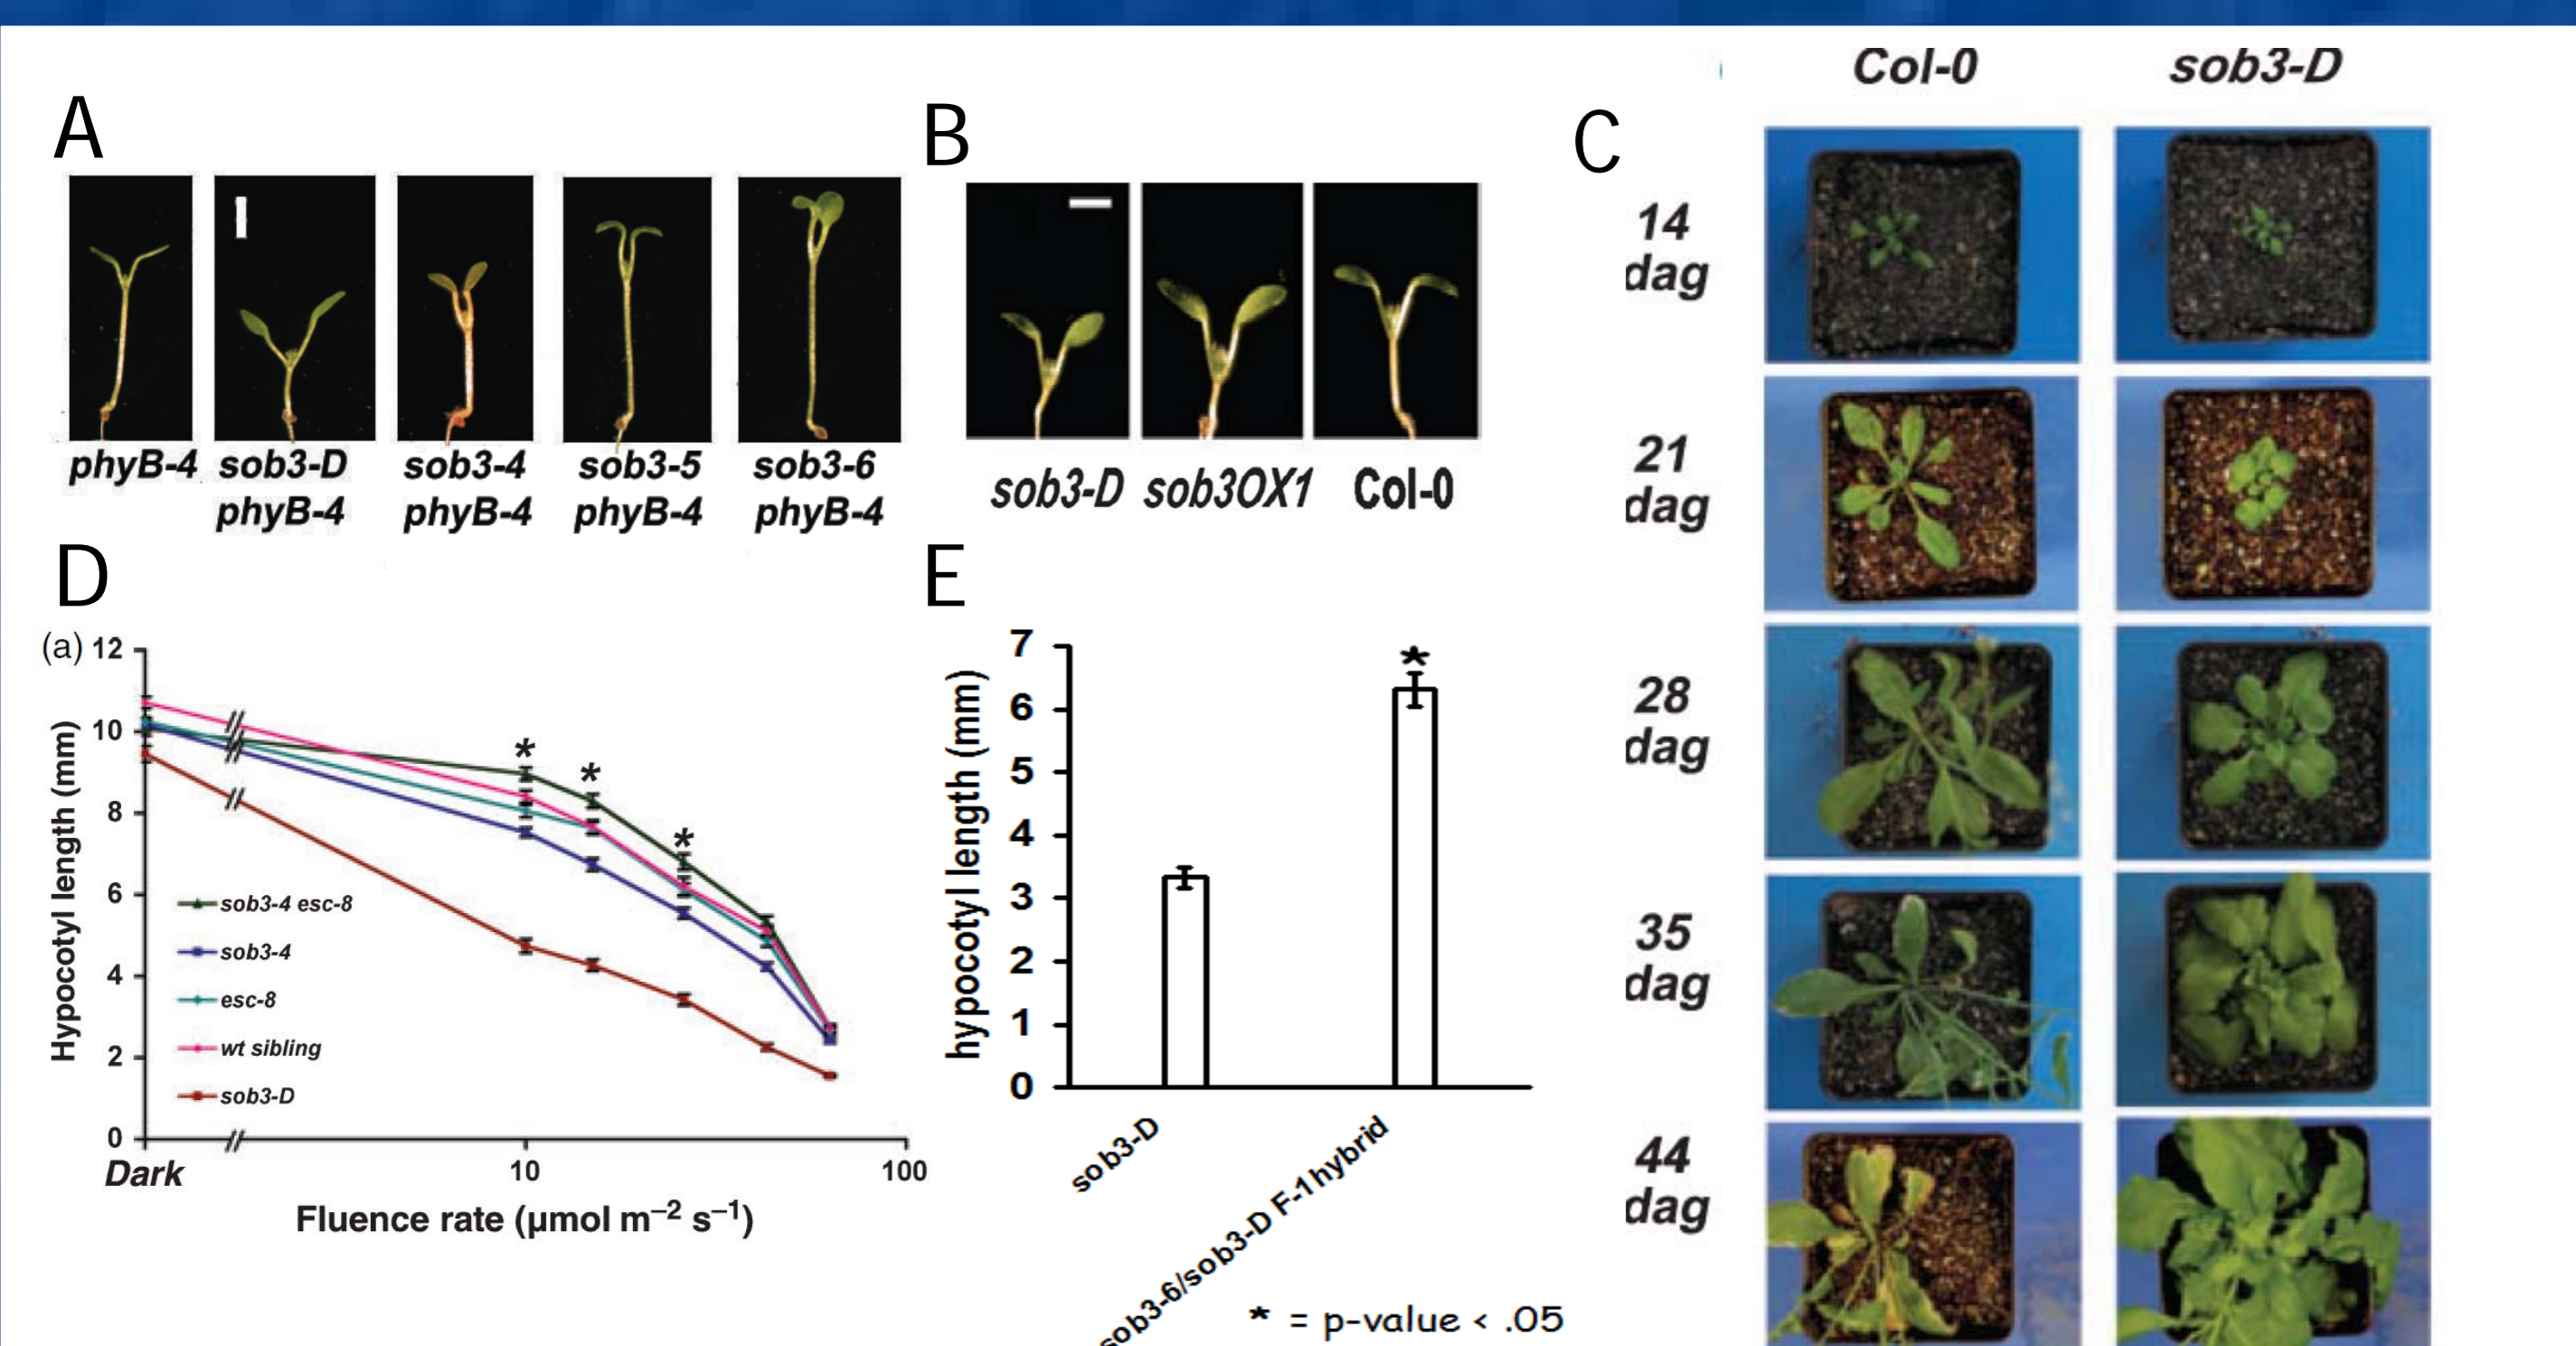 A
phyB-4
sob3-D
phyB-4
sob3-4
phyB-4
sob3-5
phyB-4
sob3-6
phyB-4
B
sob3-D
sob3OX1
Col-0
C
Col-0
sob3-D
14
dag
21
dag
28
dag
35
dag
44
dag
D
(a)
12
10
8
6
4
2
0
Hypocotyl length (mm)
*
*
*
sob3-4 esc-8
sob3-4
esc-8
wt sibling
sob3-D
Dark
10
100
Fluence rate (µmol m–2 s–1)
E
7
6
5
4
3
2
1
0
hypocotyl length (mm)
*
sob3-D
sob3-6/sob3-D F-1 hybrid
* = p-value < .05